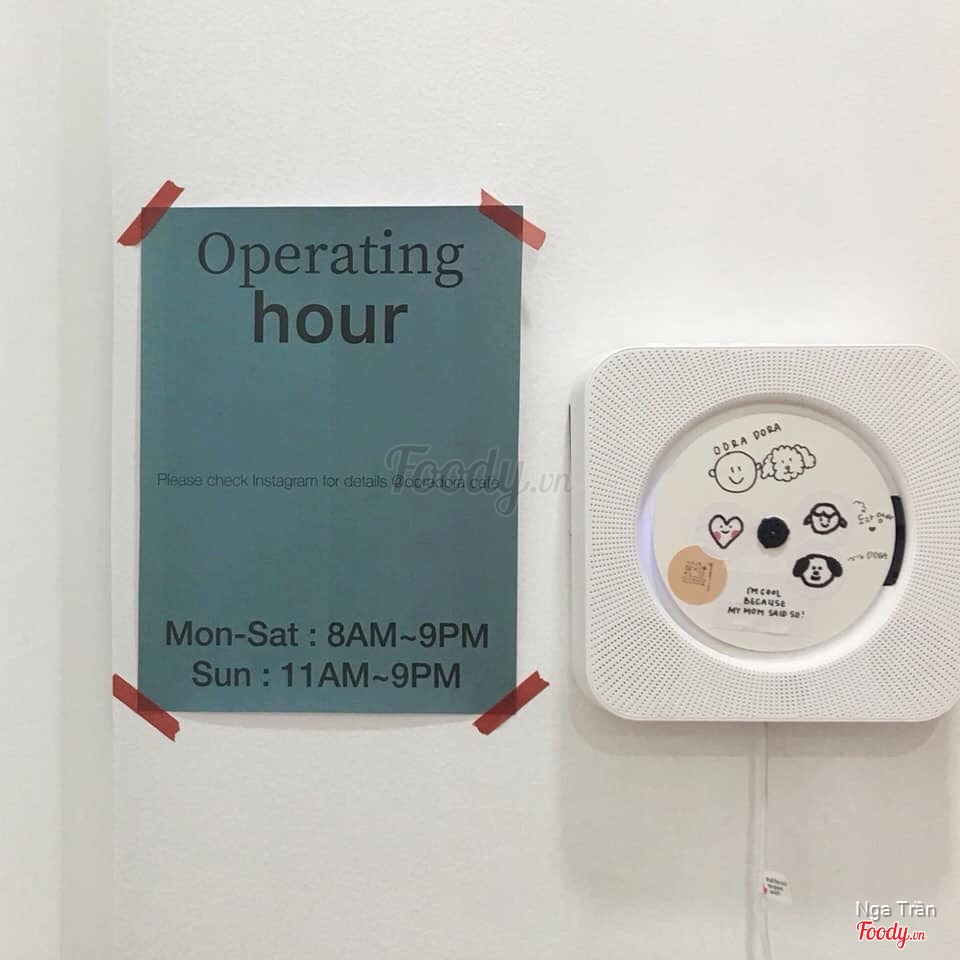 Operating
hour
Please check Instagram for details @doradora.cafe
Mon-Sat : 8AM~9PM
Sun : 11AM~9PM
DORA DORA
DORA
I'M COOL
BECAUSE
MY MOM SAID SO!
Foody.vn
Nga Trần
Foody.vn